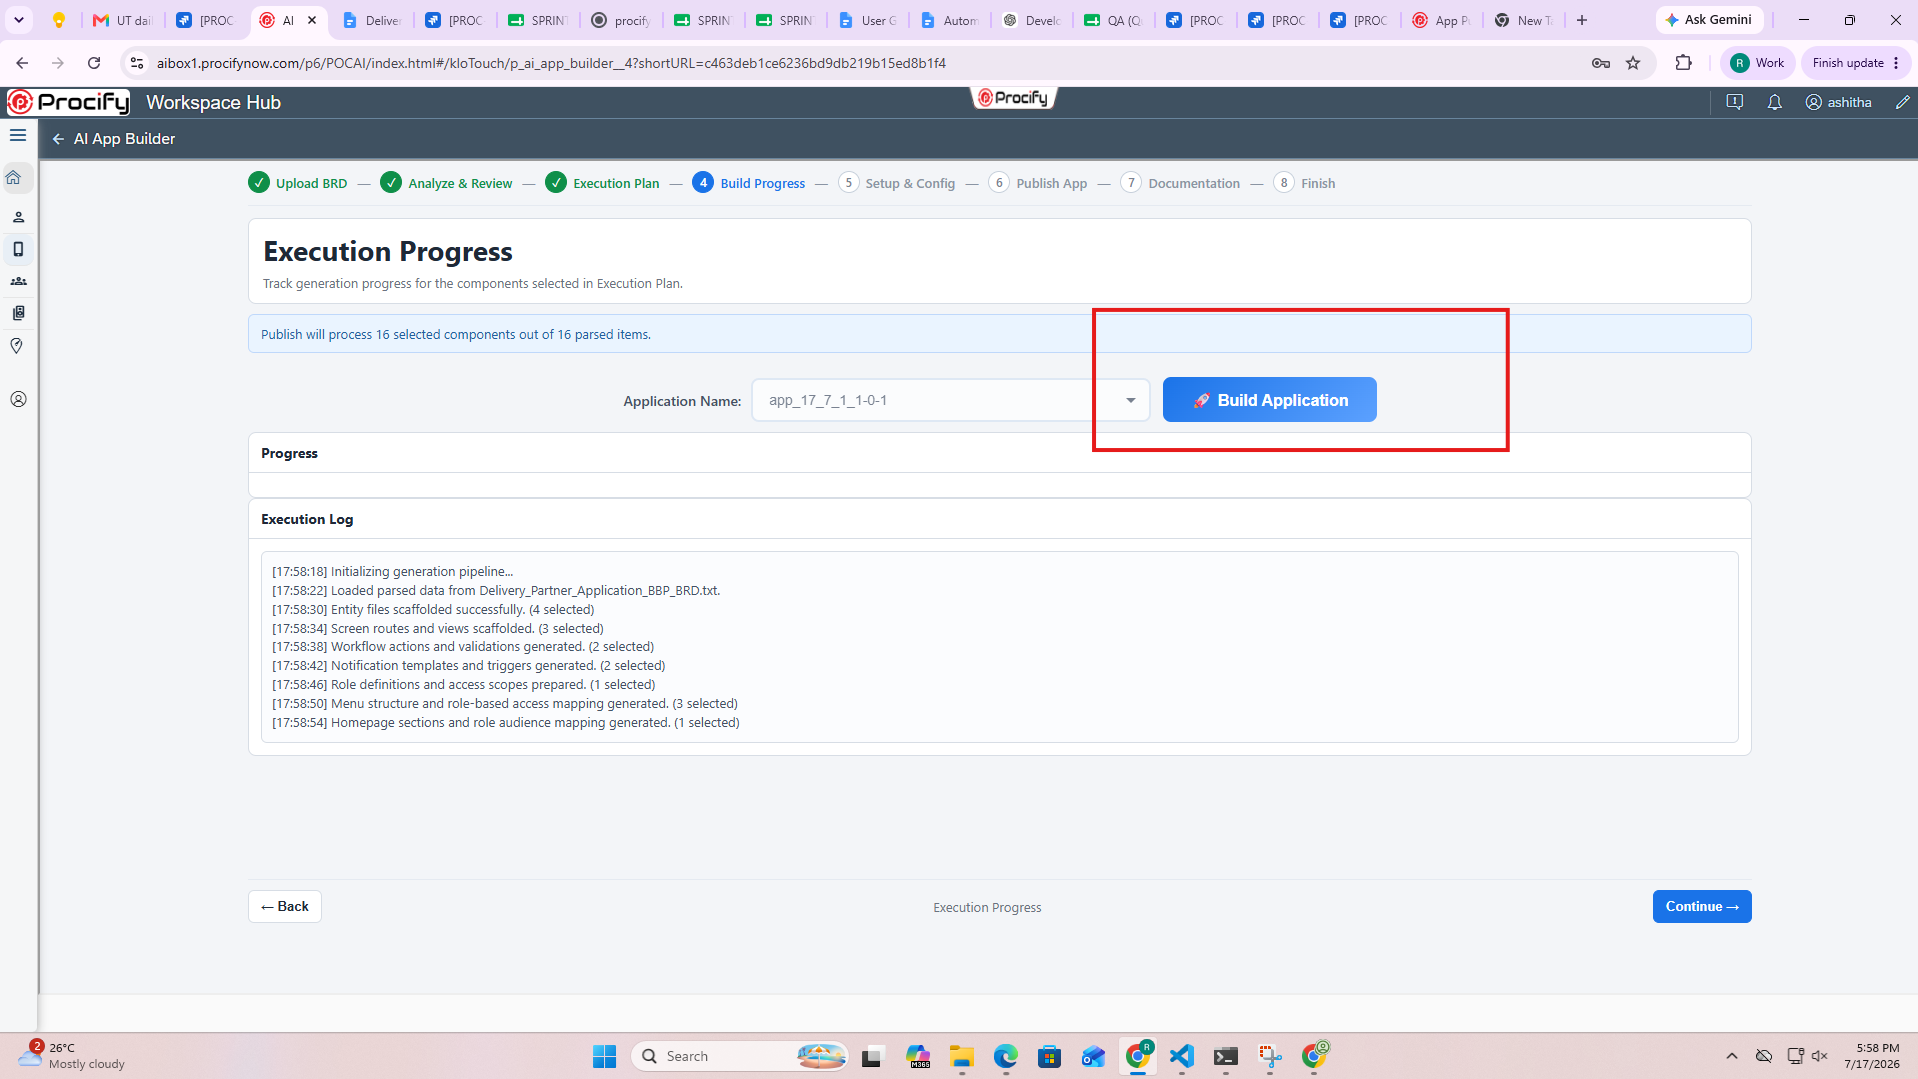 UT dail
[PROC
AI
Deliver
[PROC
SPRIN
procify
SPRIN
SPRIN
User G
Autom
Develo
QA (Q
[PROC
[PROC
[PROC
App P
New T
Ask Gemini
aibox1.procifynow.com/p6/POCAI/index.html#/kloTouch/p_ai_app_builder__4?shortURL=c463deb1ce6236bd9db219b15ed8b1f4
R Work
Finish update
Procify Workspace Hub
Procify
ashitha
← AI App Builder
✓ Upload BRD — ✓ Analyze & Review — ✓ Execution Plan — 4 Build Progress — 5 Setup & Config — 6 Publish App — 7 Documentation — 8 Finish
Execution Progress
Track generation progress for the components selected in Execution Plan.
Publish will process 16 selected components out of 16 parsed items.
Application Name: app_17_7_1_1-0-1 🚀 Build Application
Progress
Execution Log
[17:58:18] Initializing generation pipeline...
[17:58:22] Loaded parsed data from Delivery_Partner_Application_BBP_BRD.txt.
[17:58:30] Entity files scaffolded successfully. (4 selected)
[17:58:34] Screen routes and views scaffolded. (3 selected)
[17:58:38] Workflow actions and validations generated. (2 selected)
[17:58:42] Notification templates and triggers generated. (2 selected)
[17:58:46] Role definitions and access scopes prepared. (1 selected)
[17:58:50] Menu structure and role-based access mapping generated. (3 selected)
[17:58:54] Homepage sections and role audience mapping generated. (1 selected)
← Back
Execution Progress
Continue →
2
26°C
Mostly cloudy
Search
M365
R
5:58 PM
7/17/2026